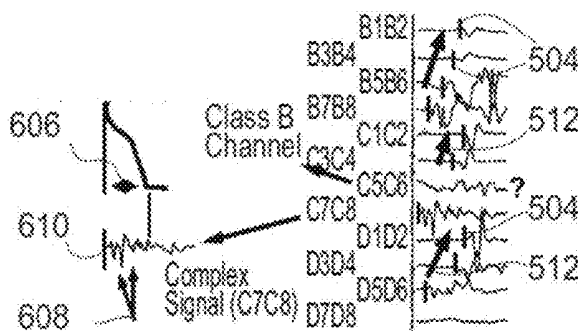 B1B2
B3B4
504
B5B6
606
Class B
Channel
B7B8
C1C2
512
C3C4
C5C6
?
610
C7C8
504
D1D2
Complex
Signal (C7C8)
D3D4
512
608
D5D6
D7D8